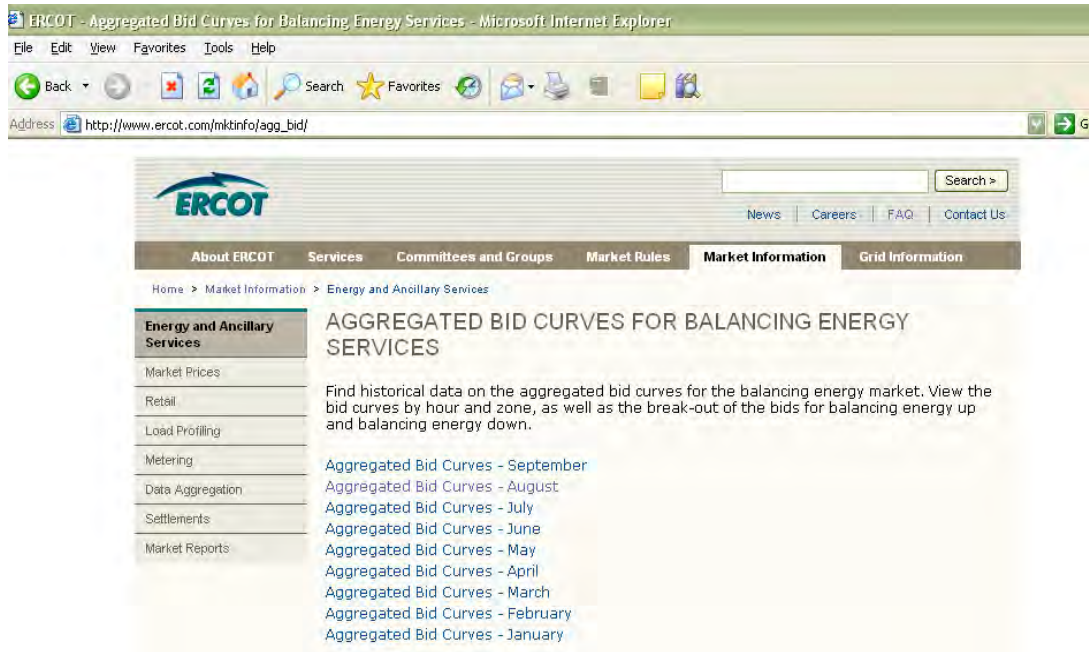 ERCOT - Aggregated Bid Curves for Balancing Energy Services - Microsoft Internet Explorer
File Edit View Favorites Tools Help
Back Search Favorites
Address http://www.ercot.com/mktinfo/agg_bid/ G
ERCOT
Search >
News | Careers | FAQ | Contact Us
About ERCOT Services Committees and Groups Market Rules Market Information Grid Information
Home > Market Information > Energy and Ancillary Services
Energy and Ancillary
Services
Market Prices
Retail
Load Profiling
Metering
Data Aggregation
Settlements
Market Reports
AGGREGATED BID CURVES FOR BALANCING ENERGY
SERVICES
Find historical data on the aggregated bid curves for the balancing energy market. View the
bid curves by hour and zone, as well as the break-out of the bids for balancing energy up
and balancing energy down.
Aggregated Bid Curves - September
Aggregated Bid Curves - August
Aggregated Bid Curves - July
Aggregated Bid Curves - June
Aggregated Bid Curves - May
Aggregated Bid Curves - April
Aggregated Bid Curves - March
Aggregated Bid Curves - February
Aggregated Bid Curves - January